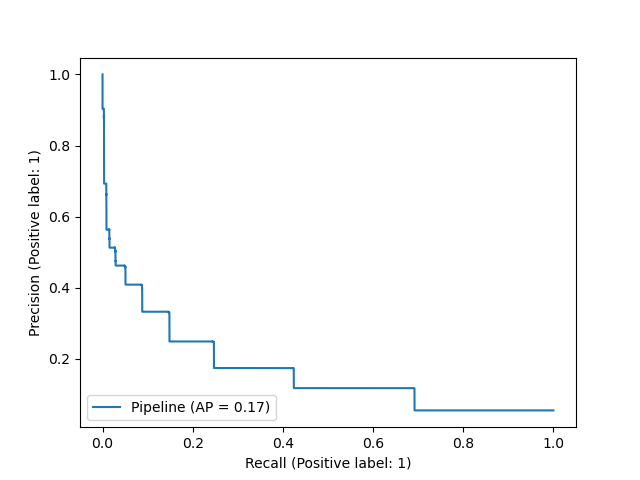 1.0
0.8
0.6
0.4
0.2
Precision (Positive label: 1)
Pipeline (AP = 0.17)
0.0 0.2 0.4 0.6 0.8 1.0
Recall (Positive label: 1)